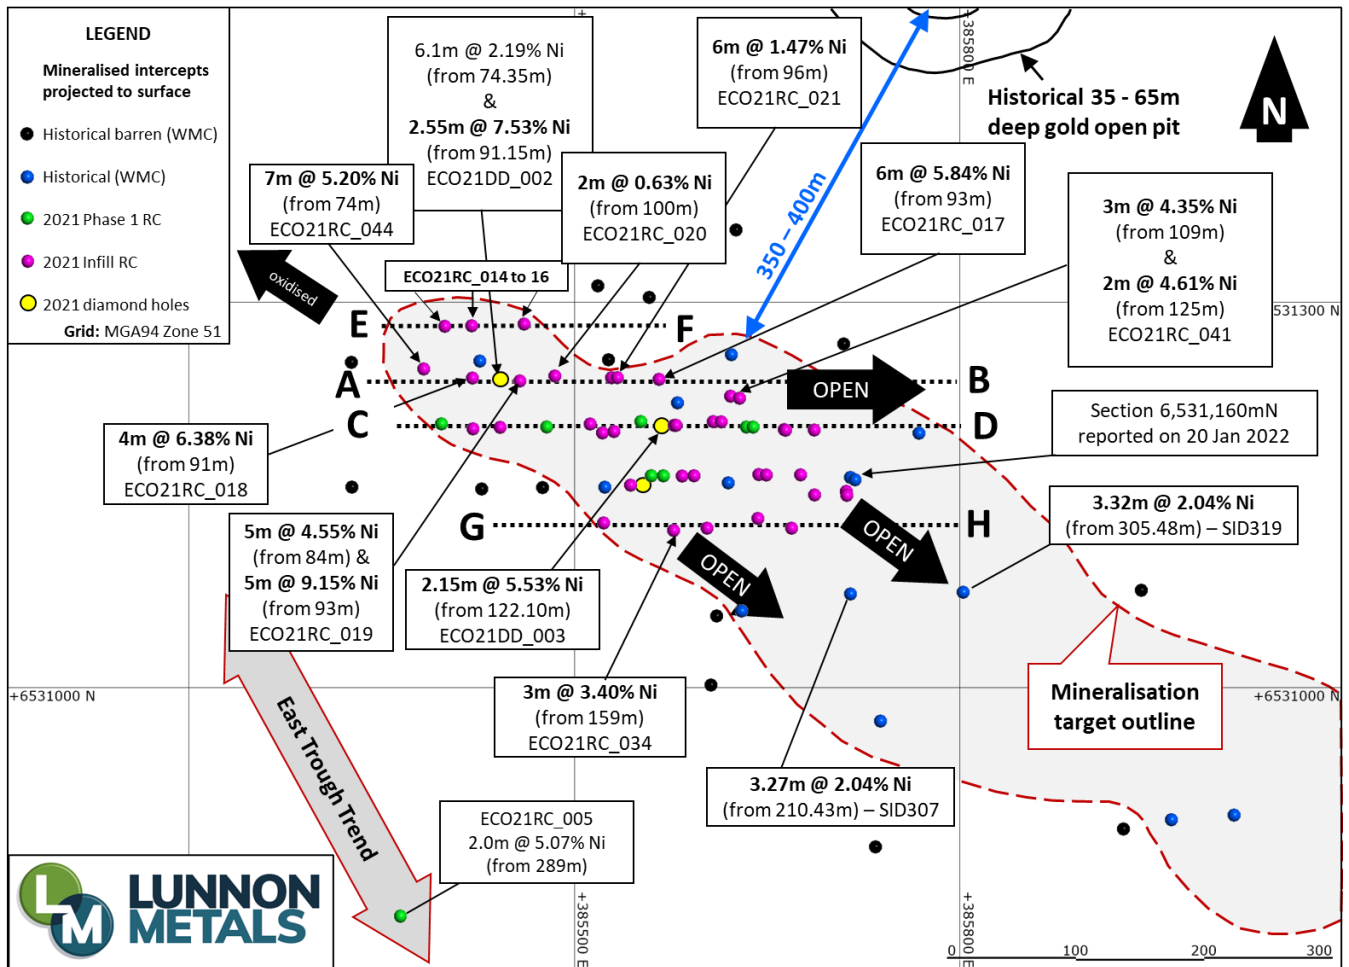 LEGEND
Mineralised intercepts
projected to surface
Historical barren (WMC)
Historical (WMC)
2021 Phase 1 RC
2021 Infill RC
2021 diamond holes
Grid: MGA94 Zone 51
6.1m @ 2.19% Ni
(from 74.35m)
&
2.55m @ 7.53% Ni
(from 91.15m)
ECO21DD_002
6m @ 1.47% Ni
(from 96m)
ECO21RC_021
+385800 E
Historical 35 - 65m
deep gold open pit
N
7m @ 5.20% Ni
(from 74m)
ECO21RC_044
2m @ 0.63% Ni
(from 100m)
ECO21RC_020
350 – 400m
6m @ 5.84% Ni
(from 93m)
ECO21RC_017
3m @ 4.35% Ni
(from 109m)
&
2m @ 4.61% Ni
(from 125m)
ECO21RC_041
oxidised
ECO21RC_014 to 16
531300 N
E
F
A
B
OPEN
C
D
Section 6,531,160mN
reported on 20 Jan 2022
4m @ 6.38% Ni
(from 91m)
ECO21RC_018
G
H
OPEN
OPEN
3.32m @ 2.04% Ni
(from 305.48m) – SID319
5m @ 4.55% Ni
(from 84m) &
5m @ 9.15% Ni
(from 93m)
ECO21RC_019
2.15m @ 5.53% Ni
(from 122.10m)
ECO21DD_003
+6531000 N
+6531000 N
3m @ 3.40% Ni
(from 159m)
ECO21RC_034
Mineralisation
target outline
East Trough Trend
3.27m @ 2.04% Ni
(from 210.43m) – SID307
ECO21RC_005
2.0m @ 5.07% Ni
(from 289m)
LM
LUNNON
METALS
+385500 E
+385800 E
0 100 200 300